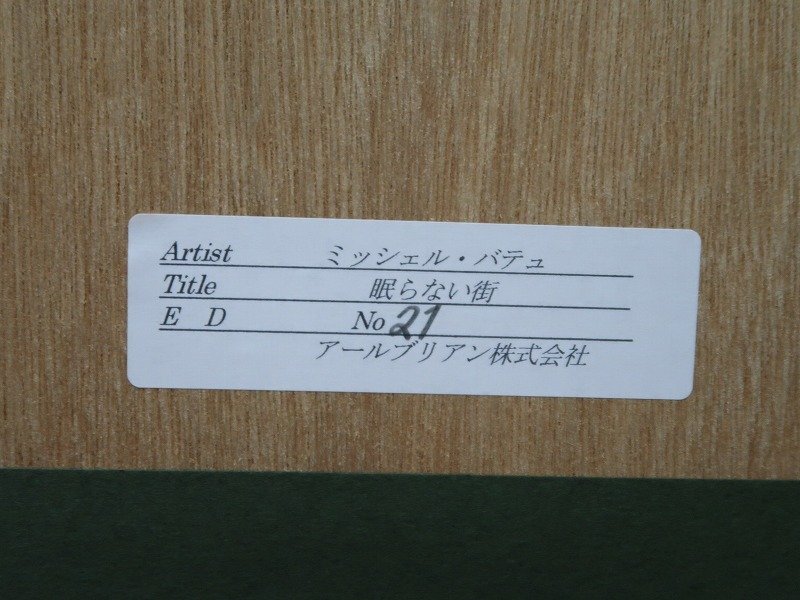 Artist ミッシェル・バテュ
Title 眠らない街
E D No 21
アールブリアン株式会社